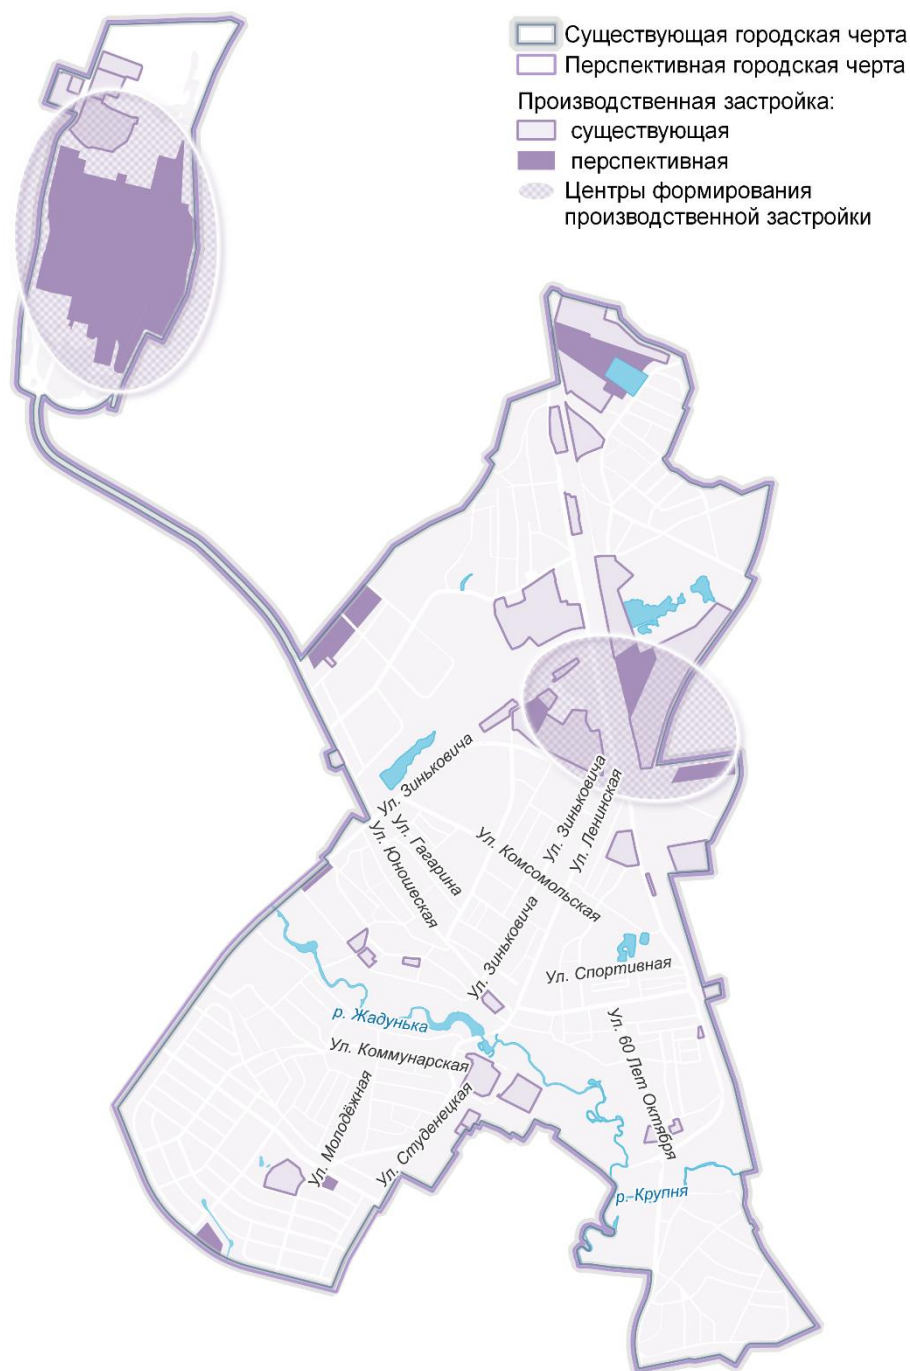 Существующая городская черта
Перспективная городская черта
Производственная застройка:
существующая
перспективная
Центры формирования
производственной застройки
Ул. Зиньковича
Ул. Гагарина
Ул. Юношеская
Ул. Комсомольская
Ул. Зиньковича
Ул. Ленинская
Ул. Зиньковича
Ул. Спортивная
р. Жадунька
Ул. Коммунарская
Ул. 60 Лет Октября
Ул. Молодёжная
Ул. Студенецкая
р. Крупня